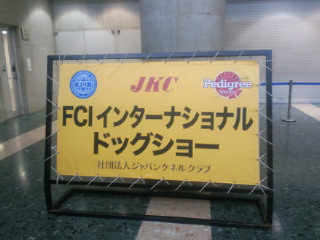 JKC
Pedigree
FCIインターナショナル
ドッグショー
社団法人ジャパンケネルクラブ